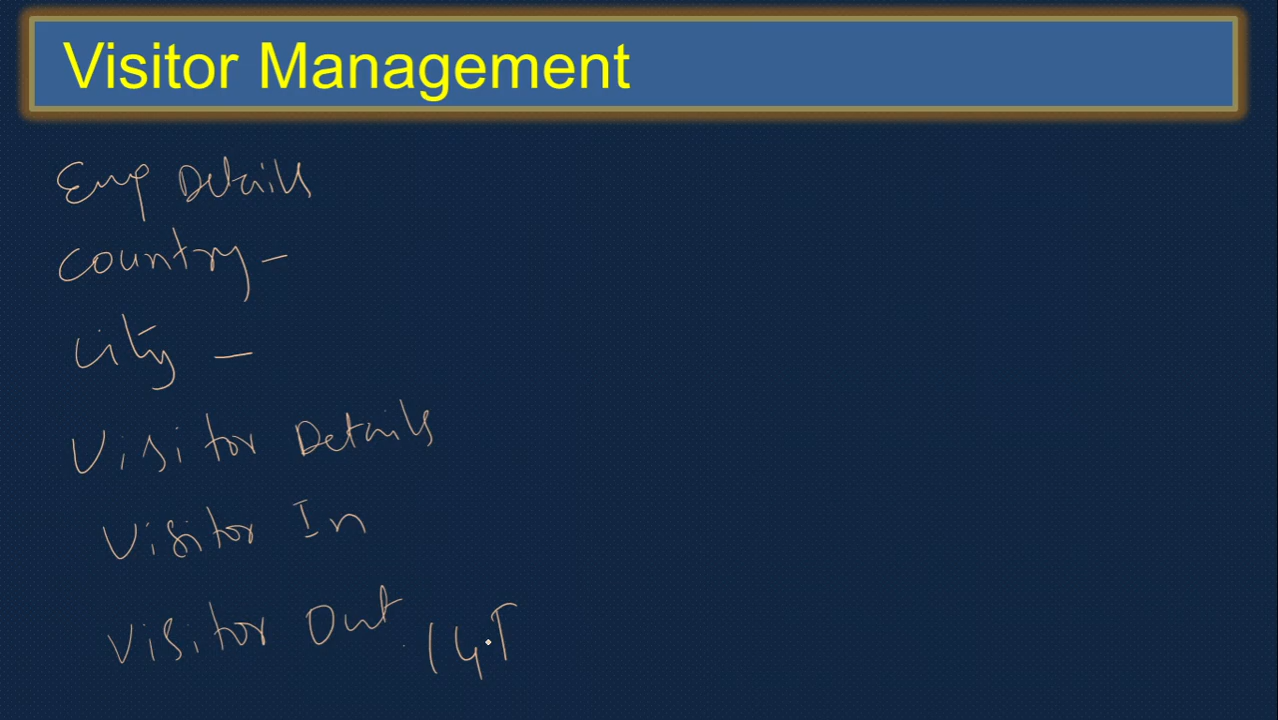 Visitor Management
Emp Details
Country -
City -
Visitor Details
Visitor In
Visitor Out